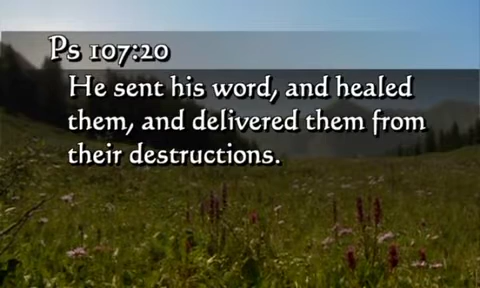 Ps 107:20
He sent his word, and healed
them, and delivered them from
their destructions.